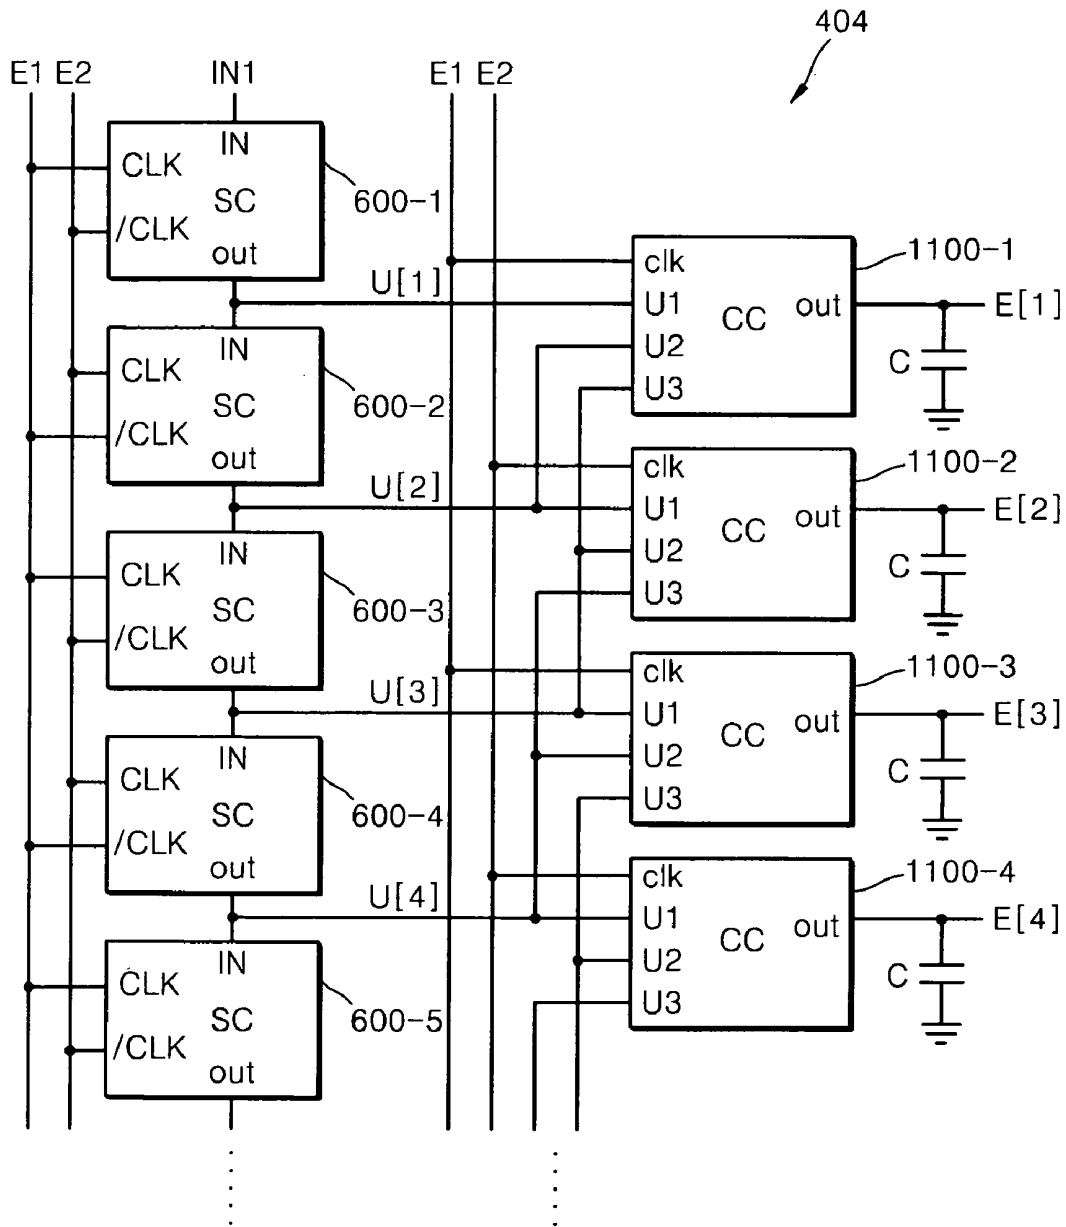 404
E1 E2 IN1 E1 E2
IN
CLK
SC
/CLK
out
600-1
U[1]
IN
CLK
SC
/CLK
out
600-2
U[2]
IN
CLK
SC
/CLK
out
600-3
U[3]
IN
CLK
SC
/CLK
out
600-4
U[4]
IN
CLK
SC
/CLK
out
600-5
clk
U1
U2
U3
CC
out
1100-1
E[1]
C
clk
U1
U2
U3
CC
out
1100-2
E[2]
C
clk
U1
U2
U3
CC
out
1100-3
E[3]
C
clk
U1
U2
U3
CC
out
1100-4
E[4]
C